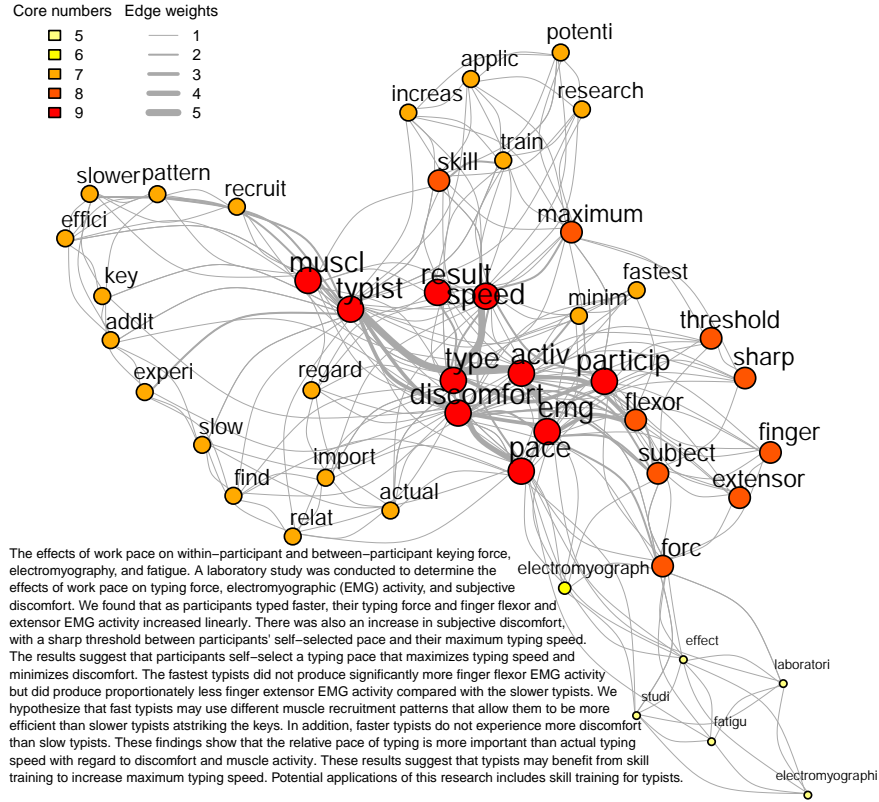 Core numbers
5
6
7
8
9
Edge weights
1
2
3
4
5
potenti
applic
increas
research
train
skill
slower
pattern
recruit
effici
maximum
muscl
result
key
typist
speed
fastest
minim
addit
threshold
type
activ
particip
sharp
experi
regard
discomfort
emg
flexor
slow
pace
finger
import
subject
find
actual
extensor
relat
forc
electromyograph
effect
laboratori
studi
fatigu
electromyographi
The effects of work pace on within−participant and between−participant keying force,
electromyography, and fatigue. A laboratory study was conducted to determine the
effects of work pace on typing force, electromyographic (EMG) activity, and subjective
discomfort. We found that as participants typed faster, their typing force and finger flexor and
extensor EMG activity increased linearly. There was also an increase in subjective discomfort,
with a sharp threshold between participants' self−selected pace and their maximum typing speed.
The results suggest that participants self−select a typing pace that maximizes typing speed and
minimizes discomfort. The fastest typists did not produce significantly more finger flexor EMG activity
but did produce proportionately less finger extensor EMG activity compared with the slower typists. We
hypothesize that fast typists may use different muscle recruitment patterns that allow them to be more
efficient than slower typists atstriking the keys. In addition, faster typists do not experience more discomfort
than slow typists. These findings show that the relative pace of typing is more important than actual typing
speed with regard to discomfort and muscle activity. These results suggest that typists may benefit from skill
training to increase maximum typing speed. Potential applications of this research includes skill training for typists.